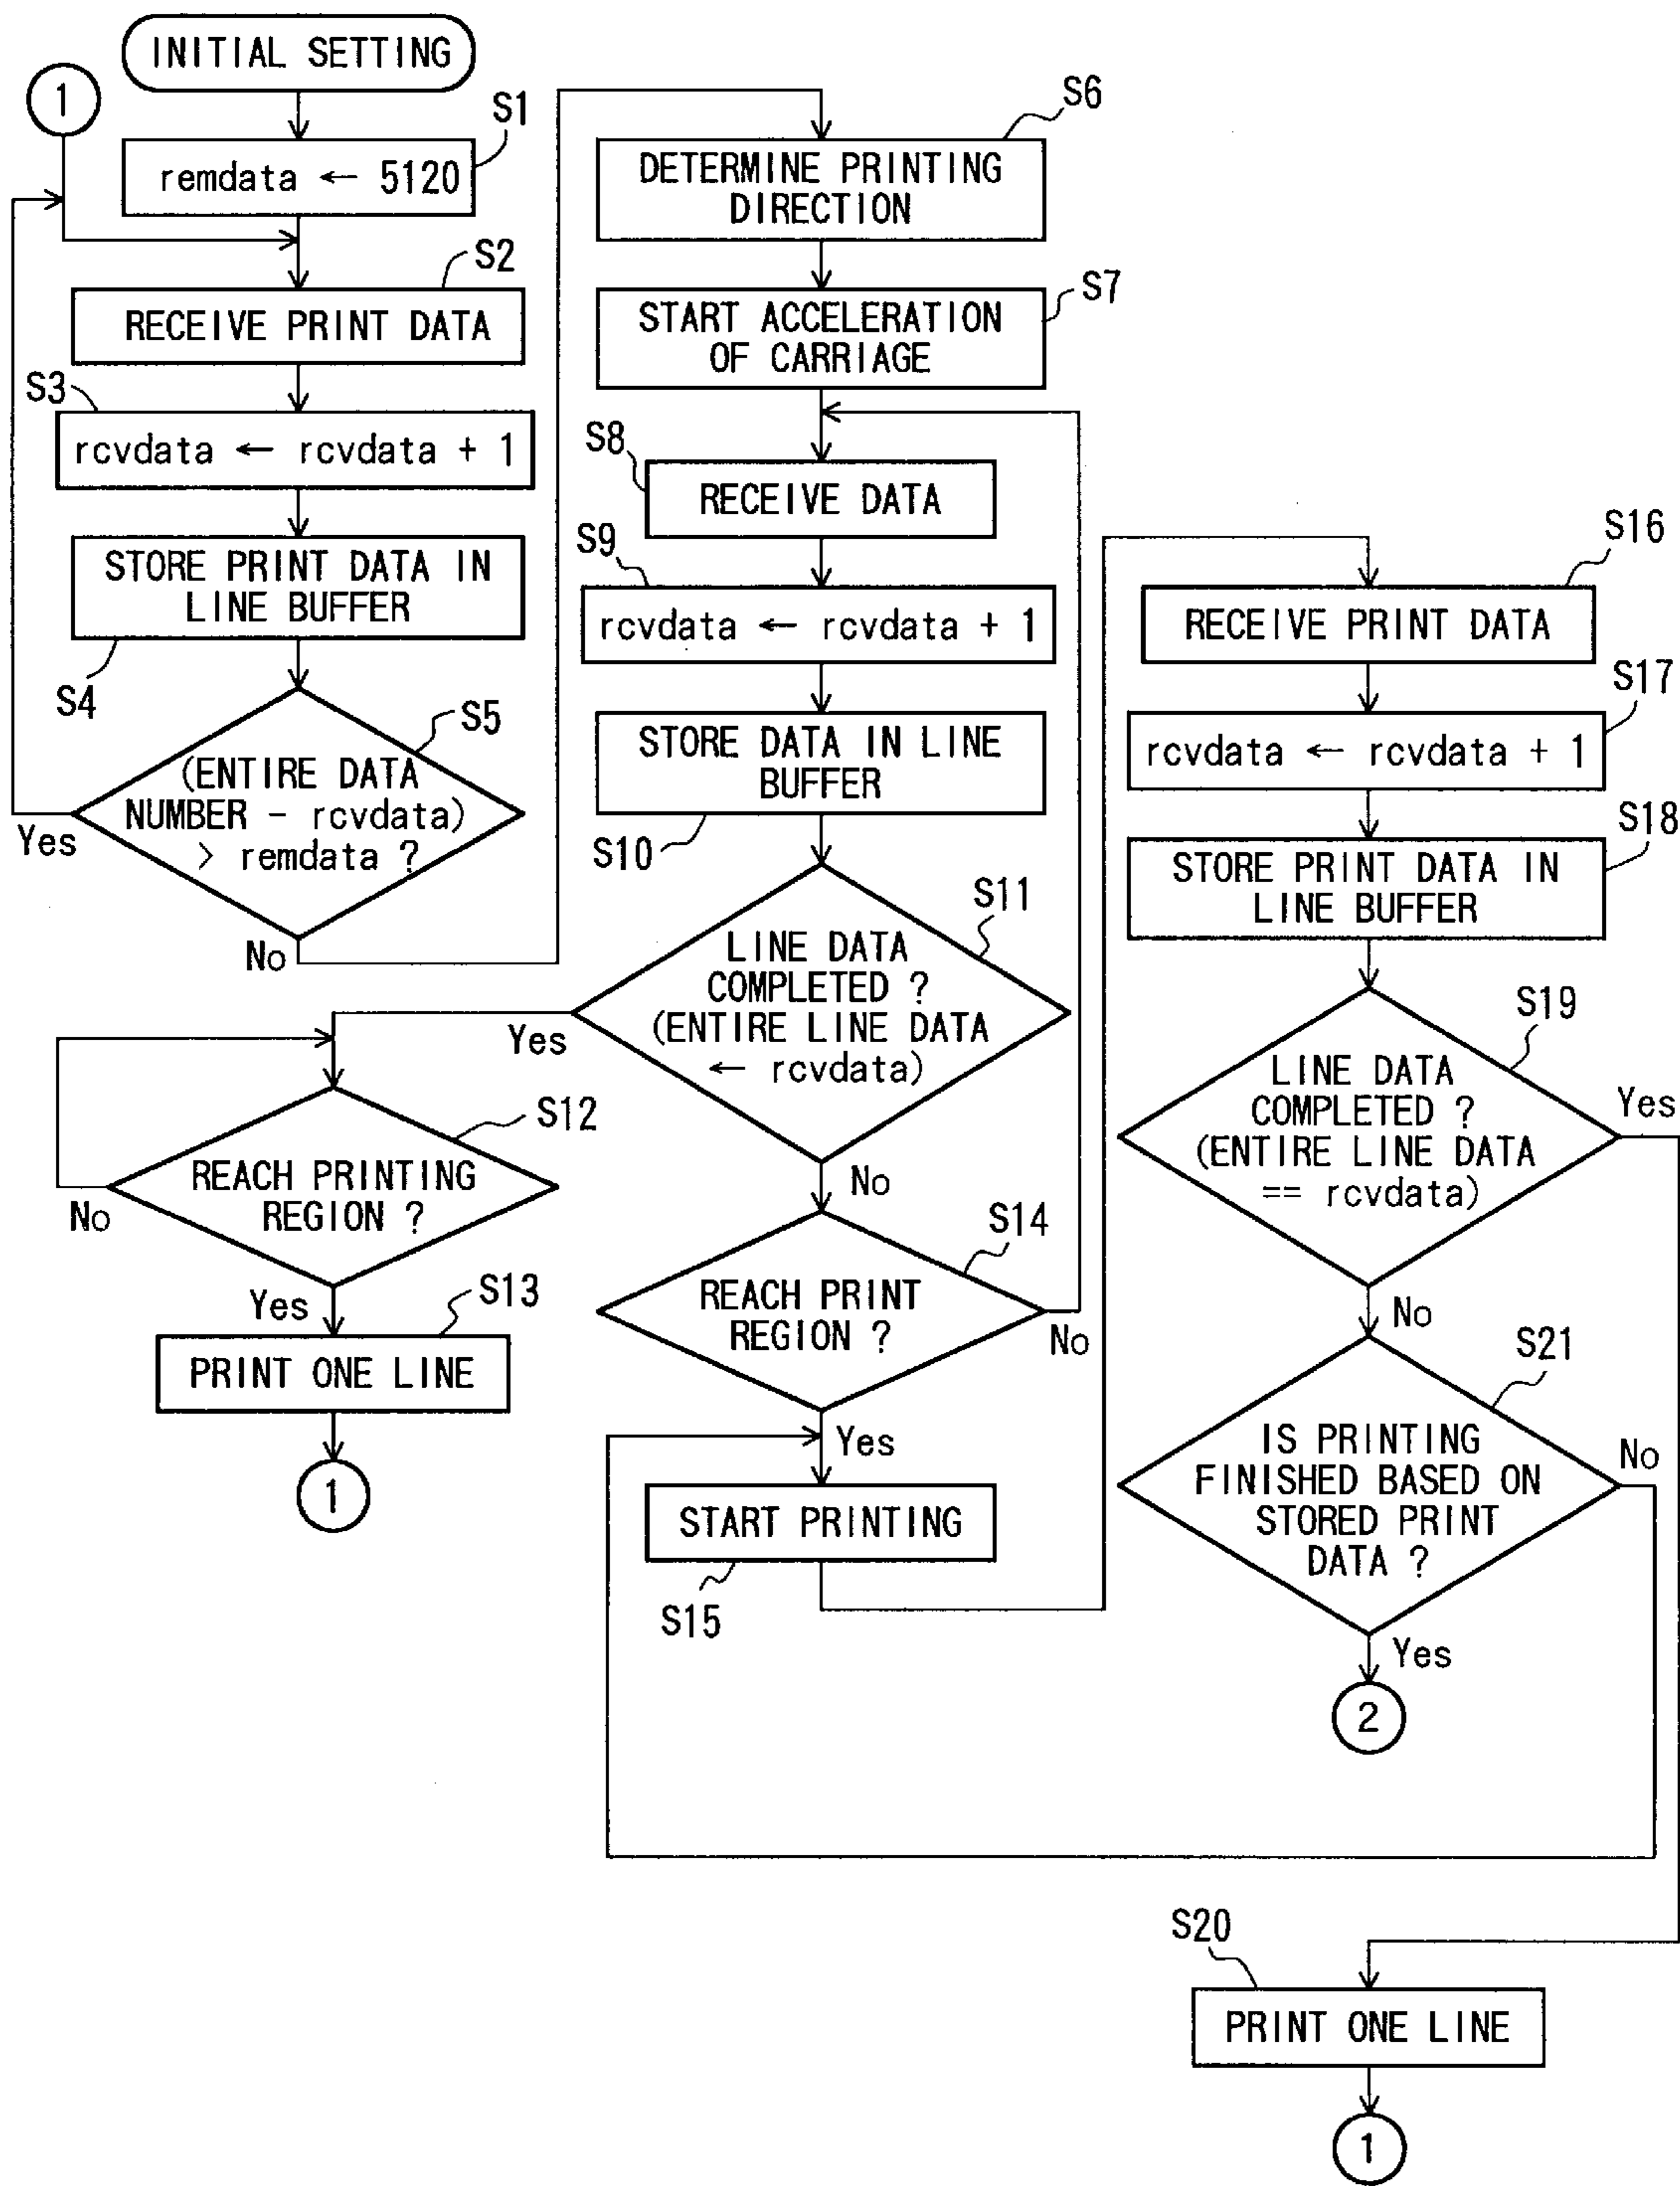 INITIAL SETTING
1
S1
remdata ← 5120
S2
RECEIVE PRINT DATA
S3
rcvdata ← rcvdata + 1
STORE PRINT DATA IN
LINE BUFFER
S4
S5
(ENTIRE DATA
NUMBER - rcvdata)
> remdata ?
Yes
No
S6
DETERMINE PRINTING
DIRECTION
S7
START ACCELERATION
OF CARRIAGE
S8
RECEIVE DATA
S9
rcvdata ← rcvdata + 1
STORE DATA IN LINE
BUFFER
S10
S11
LINE DATA
COMPLETED ?
(ENTIRE LINE DATA
← rcvdata)
Yes
No
S12
REACH PRINTING
REGION ?
No
Yes
S13
PRINT ONE LINE
1
S14
REACH PRINT
REGION ?
No
Yes
START PRINTING
S15
S16
RECEIVE PRINT DATA
S17
rcvdata ← rcvdata + 1
S18
STORE PRINT DATA IN
LINE BUFFER
S19
LINE DATA
COMPLETED ?
(ENTIRE LINE DATA
== rcvdata)
Yes
No
S21
IS PRINTING
FINISHED BASED ON
STORED PRINT
DATA ?
No
Yes
2
S20
PRINT ONE LINE
1